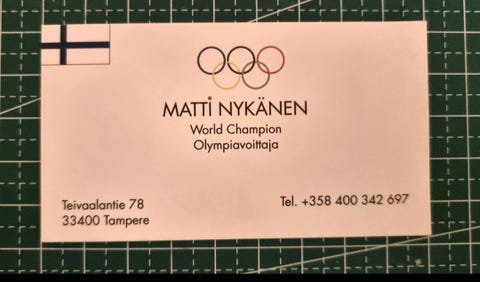 MATTI NYKÄNEN
World Champion
Olympiavoittaja
Teivaalantie 78
33400 Tampere
Tel. +358 400 342 697